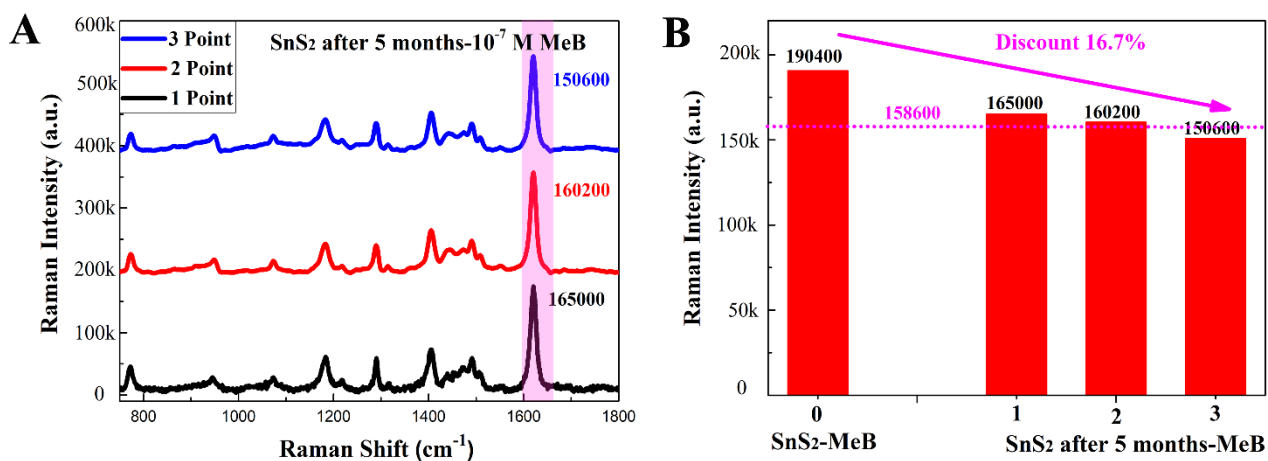 A
600k
500k
400k
300k
200k
100k
0
Raman Intensity (a.u.)
3 Point
2 Point
1 Point
SnS₂ after 5 months-10⁻⁷ M MeB
150600
160200
165000
800
1000
1200
1400
1600
1800
Raman Shift (cm⁻¹)
B
200k
150k
100k
50k
0
Raman Intensity (a.u.)
Discount 16.7%
190400
158600
165000
160200
150600
0
1
2
3
SnS₂-MeB
SnS₂ after 5 months-MeB